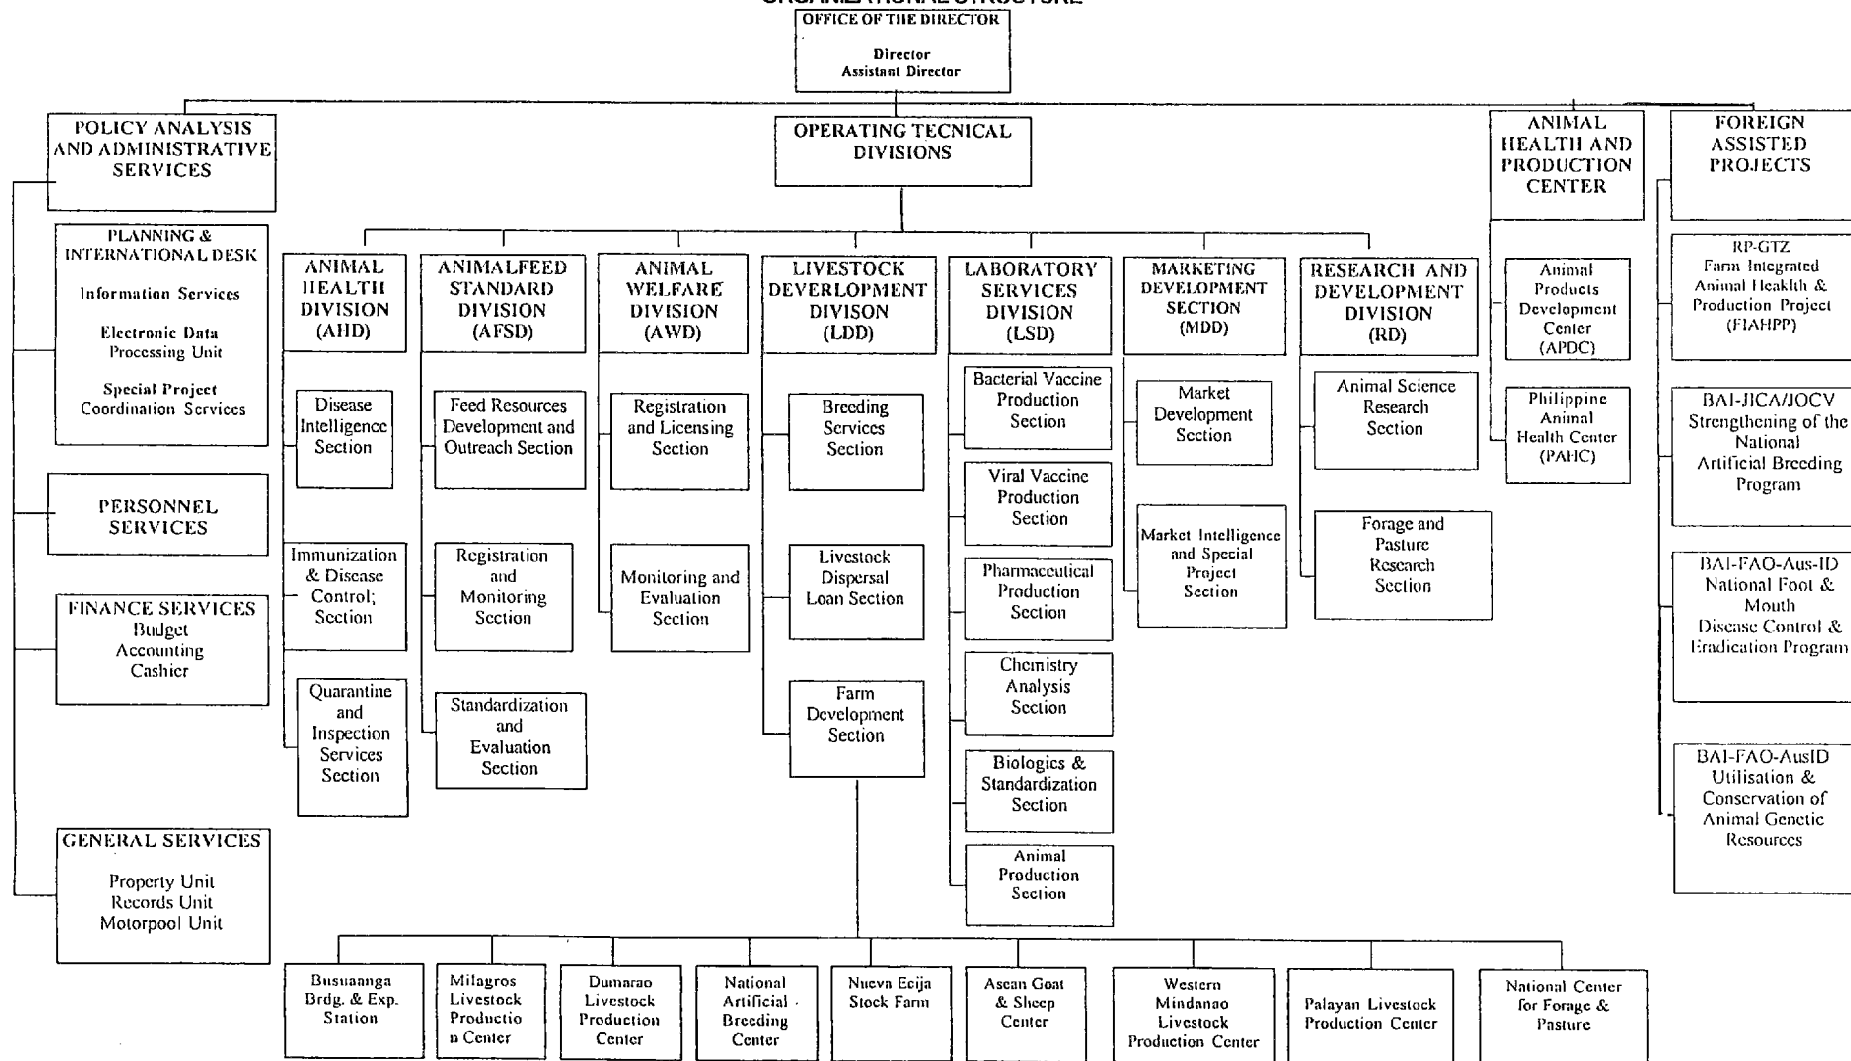 ORGANIZATIONAL STRUCTURE
OFFICE OF THE DIRECTOR
Director
Assistant Director
POLICY ANALYSIS
AND ADMINISTRATIVE
SERVICES
OPERATING TECNICAL
DIVISIONS
ANIMAL
HEALTH AND
PRODUCTION
CENTER
FOREIGN
ASSISTED
PROJECTS
PLANNING &
INTERNATIONAL DESK
Information Services
Electronic Data
Processing Unit
Special Project
Coordination Services
PERSONNEL
SERVICES
FINANCE SERVICES
Budget
Accounting
Cashier
GENERAL SERVICES
Property Unit
Records Unit
Motorpool Unit
ANIMAL
HEALTH
DIVISION
(AHD)
Disease
Intelligence
Section
Immunization
& Disease
Control;
Section
Quarantine
and
Inspection
Services
Section
ANIMALFEED
STANDARD
DIVISION
(AFSD)
Feed Resources
Development and
Outreach Section
Registration
and
Monitoring
Section
Standardization
and
Evaluation
Section
ANIMAL
WELFARE
DIVISION
(AWD)
Registration
and Licensing
Section
Monitoring and
Evaluation
Section
LIVESTOCK
DEVERLOPMENT
DIVISON
(LDD)
Breeding
Services
Section
Livestock
Dispersal
Loan Section
Farm
Development
Section
LABORATORY
SERVICES
DIVISION
(LSD)
Bacterial Vaccine
Production
Section
Viral Vaccine
Production
Section
Pharmaceutical
Production
Section
Chemistry
Analysis
Section
Biologics &
Standardization
Section
Animal
Production
Section
MARKETING
DEVELOPMENT
SECTION
(MDD)
Market
Development
Section
Market Intelligence
and Special
Project
Section
RESEARCH AND
DEVELOPMENT
DIVISION
(RD)
Animal Science
Research
Section
Forage and
Pasture
Research
Section
Animal
Products
Development
Center
(APDC)
Philippine
Animal
Health Center
(PAHC)
RP-GTZ
Farm Integrated
Animal Heaklth &
Production Project
(FIAHPP)
BAI-JICA/JOCV
Strengthening of the
National
Artificial Breeding
Program
BAI-FAO-Aus-ID
National Foot &
Mouth
Disease Control &
Eradication Program
BAI-FAO-AusID
Utilisation &
Conservation of
Animal Genetic
Resources
Busuanga
Brdg. & Exp.
Station
Milagros
Livestock
Productio
n Center
Dumarao
Livestock
Production
Center
National
Artificial
Breeding
Center
Nueva Ecija
Stock Farm
Asean Goat
& Sheep
Center
Western
Mindanao
Livestock
Production Center
Palayan Livestock
Production Center
National Center
for Forage &
Pasture